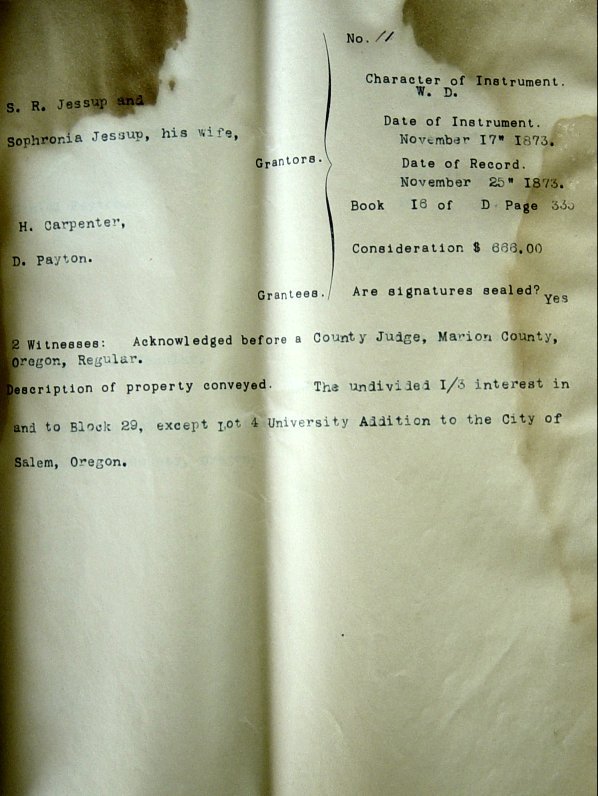 No. 11
Character of Instrument.
W. D.
S. R. Jessup and
Date of Instrument.
Sophronia Jessup, his wife,
November 17" 1873.
Grantors.
Date of Record.
November 25" 1873.
Book 16 of D Page
H. Carpenter,
Consideration $ 666.00
D. Payton.
Grantees.
Are signatures sealed? Yes
2 Witnesses: Acknowledged before a County Judge, Marion County,
Oregon, Regular.
Description of property conveyed. The undivided 1/3 interest in
and to Block 29, except Lot 4 University Addition to the City of
Salem, Oregon.